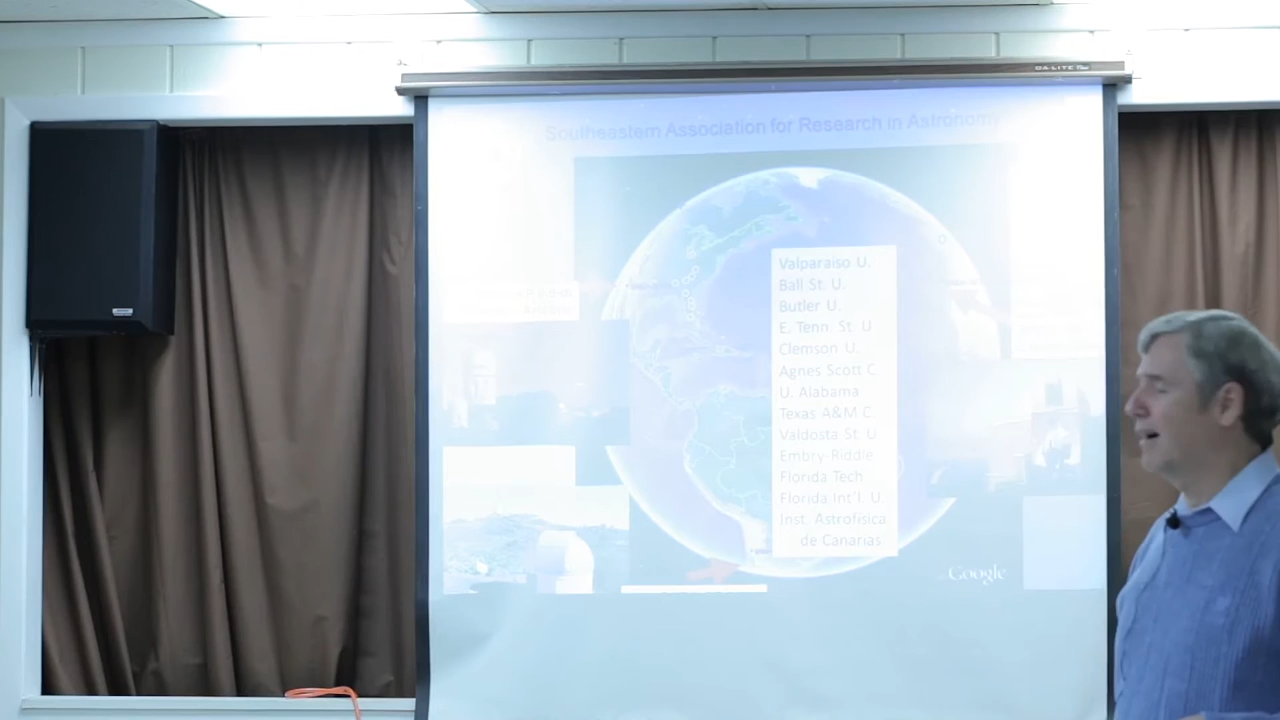 DA-LITE
Southeastern Association for Research in Astronomy
Valparaiso U.
Ball St. U.
Butler U.
E. Tenn. St. U
Clemson U.
Agnes Scott C.
U. Alabama
Texas A&M C.
Valdosta St. U
Embry-Riddle
Florida Tech
Florida Int'l. U.
Inst. Astrofisica
de Canarias
Google